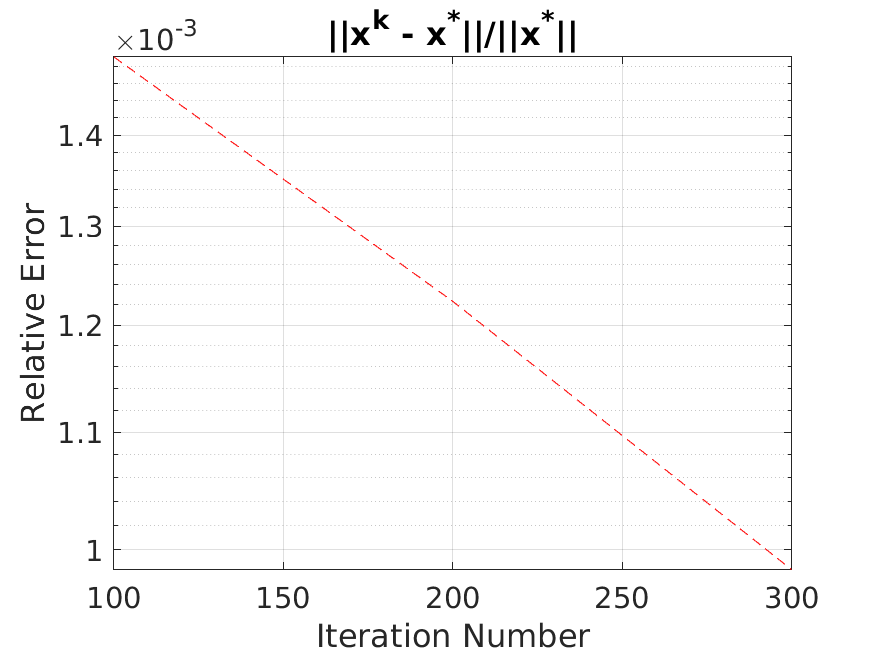 ||x^k - x^*||/||x^*||
×10^-3
1.4
1.3
1.2
1.1
1
Relative Error
100 150 200 250 300
Iteration Number